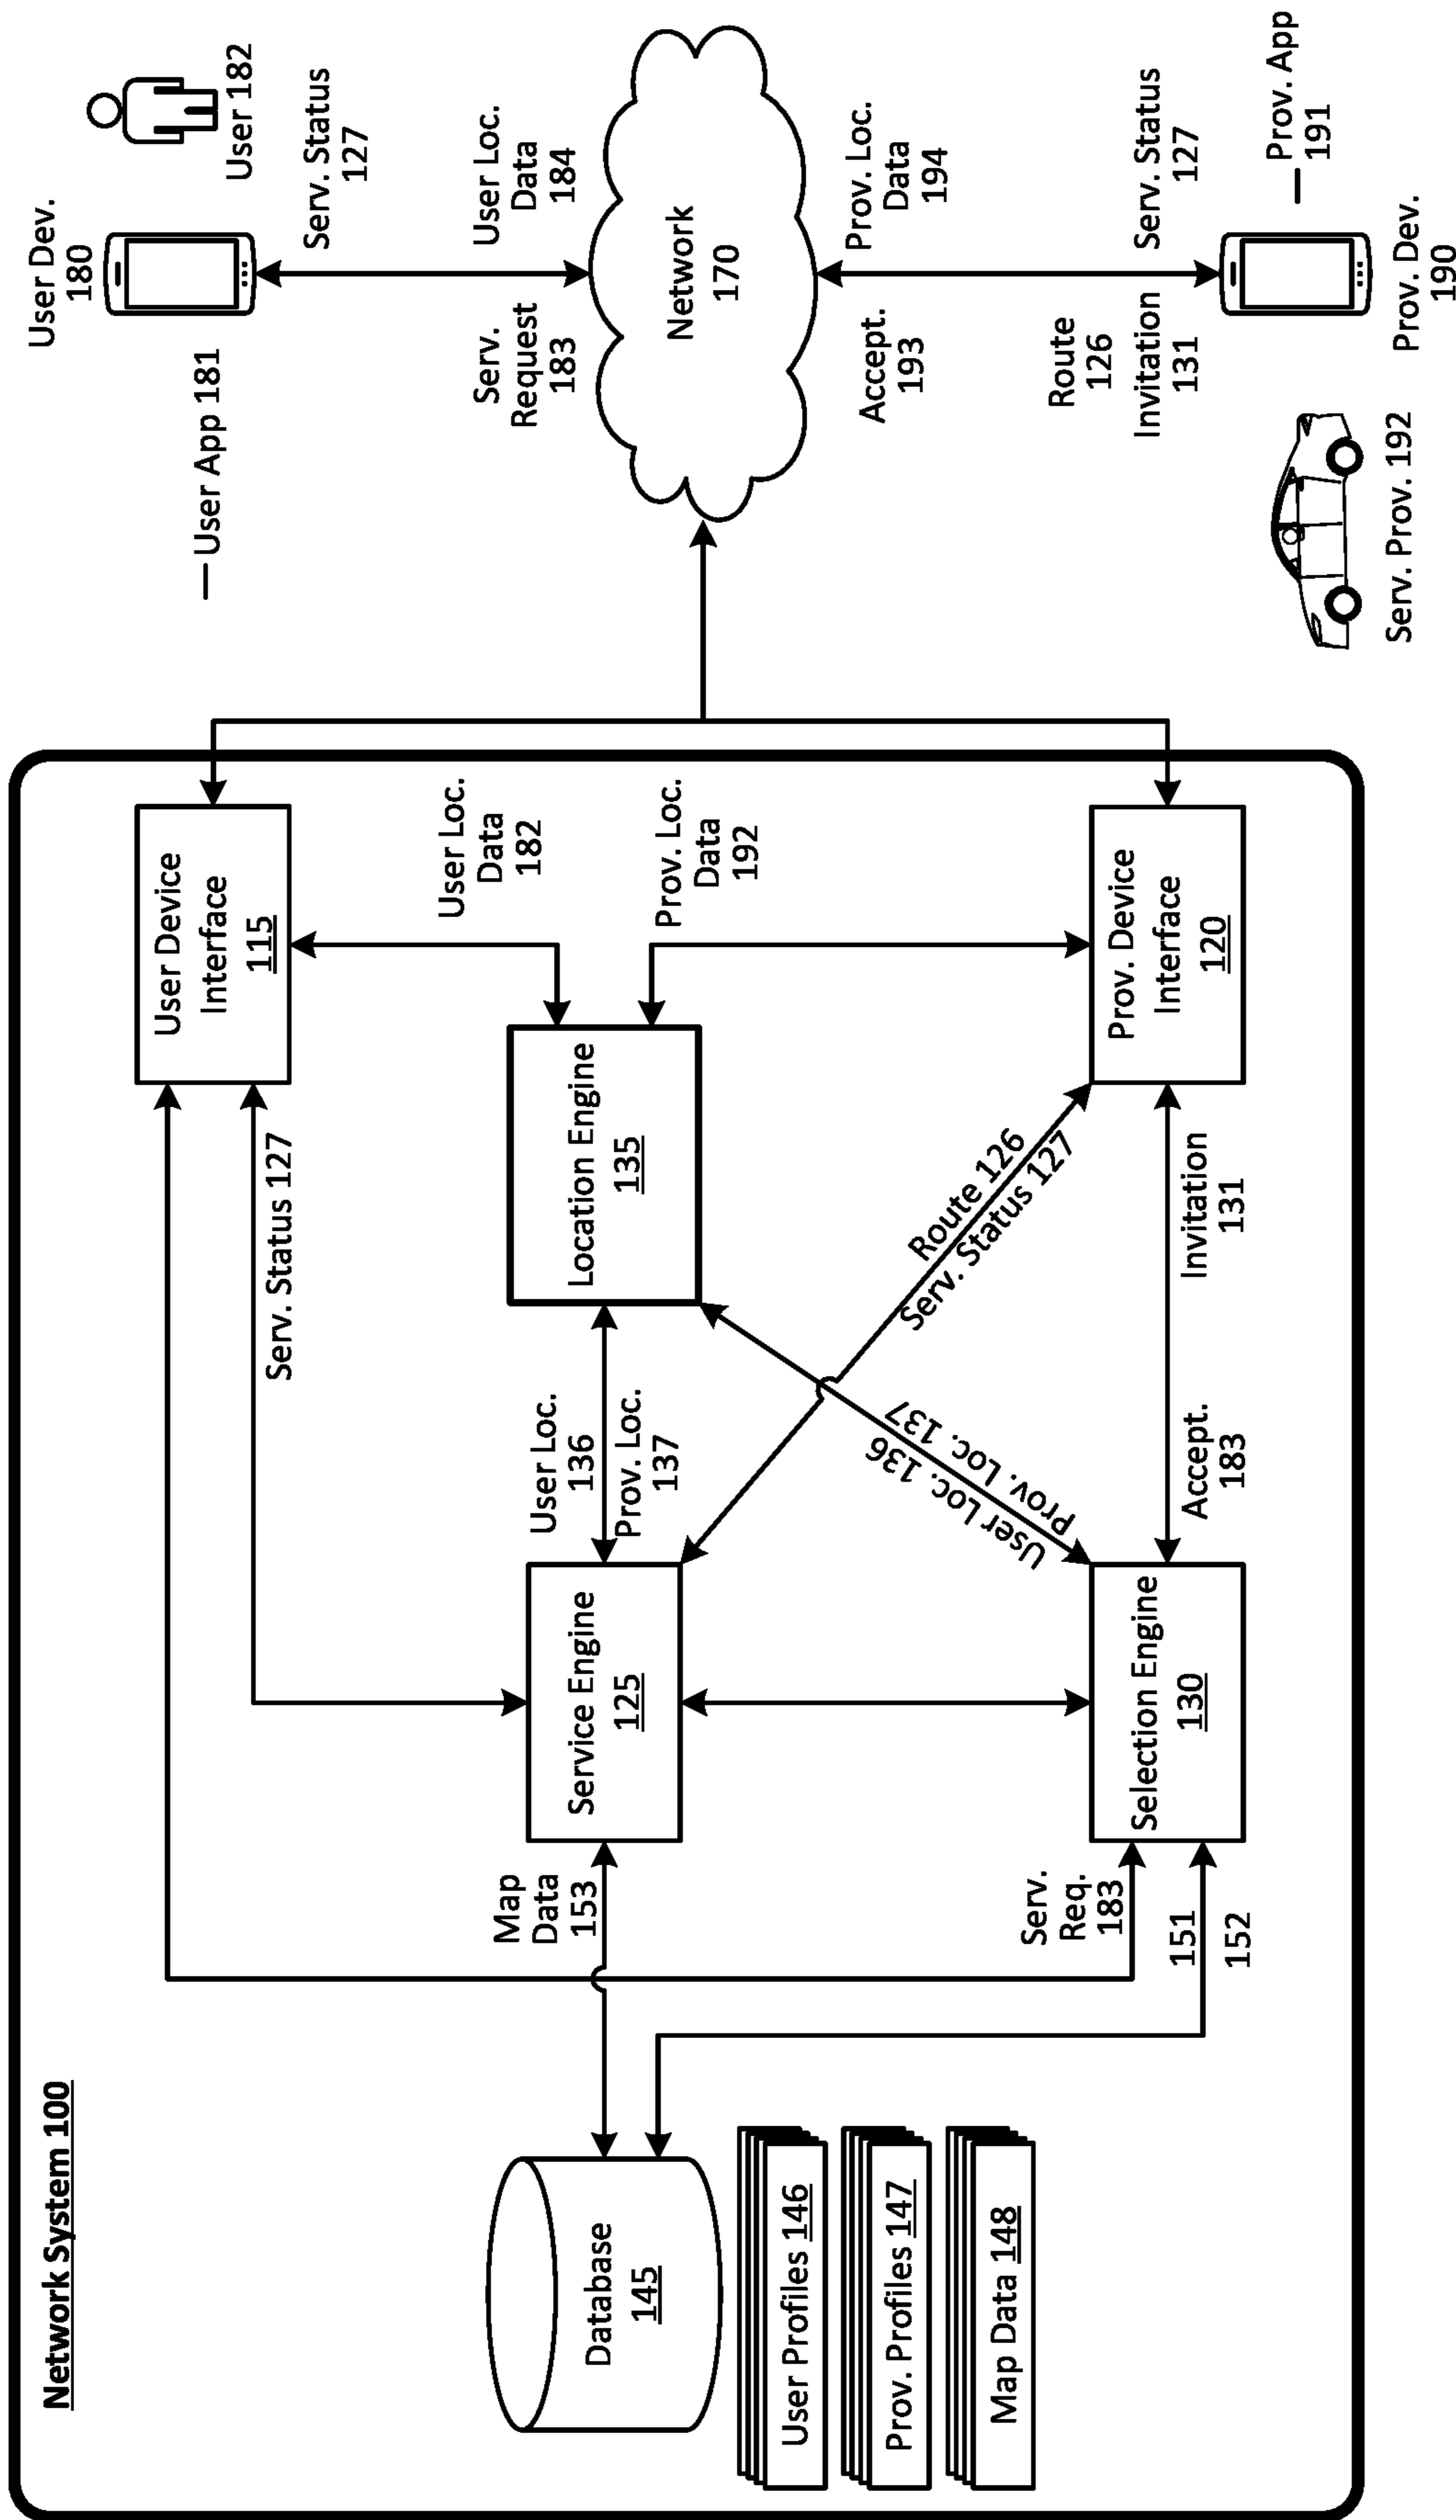 Network System 100
Database
145
User Profiles 146
Prov. Profiles 147
Map Data 148
Map
Data
153
Serv.
Req.
183
151
152
Service Engine
125
Selection Engine
130
Serv. Status 127
User Loc.
136
Prov. Loc.
137
User Loc. 136
Prov. Loc. 137
Route 126
Serv. Status 127
Accept.
183
Invitation
131
Location Engine
135
User Device
Interface
115
User Loc.
Data
182
Prov. Loc.
Data
192
Prov. Device
Interface
120
User App 181
User Dev.
180
User 182
Serv. Status
127
Serv.
Request
183
User Loc.
Data
184
Network
170
Accept.
193
Prov. Loc.
Data
194
Route
126
Invitation
131
Serv. Status
127
Serv. Prov. 192
Prov. Dev.
190
Prov. App
191